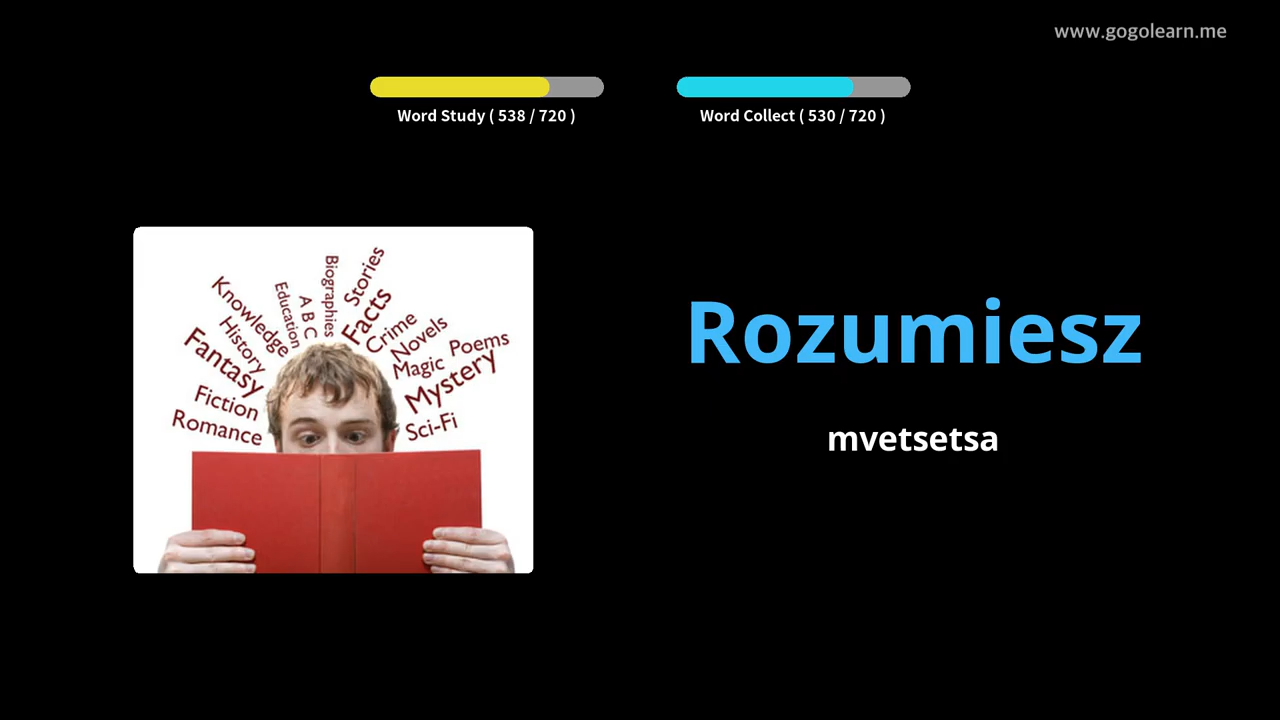 www.gogolearn.me
Word Study ( 538 / 720 )
Word Collect ( 530 / 720 )
Rozumiesz
mvetsetsa
Knowledge
History
Fantasy
Fiction
Romance
Education
A B C
Biographies
Stories
Facts
Crime
Novels
Poems
Magic
Mystery
Sci-Fi